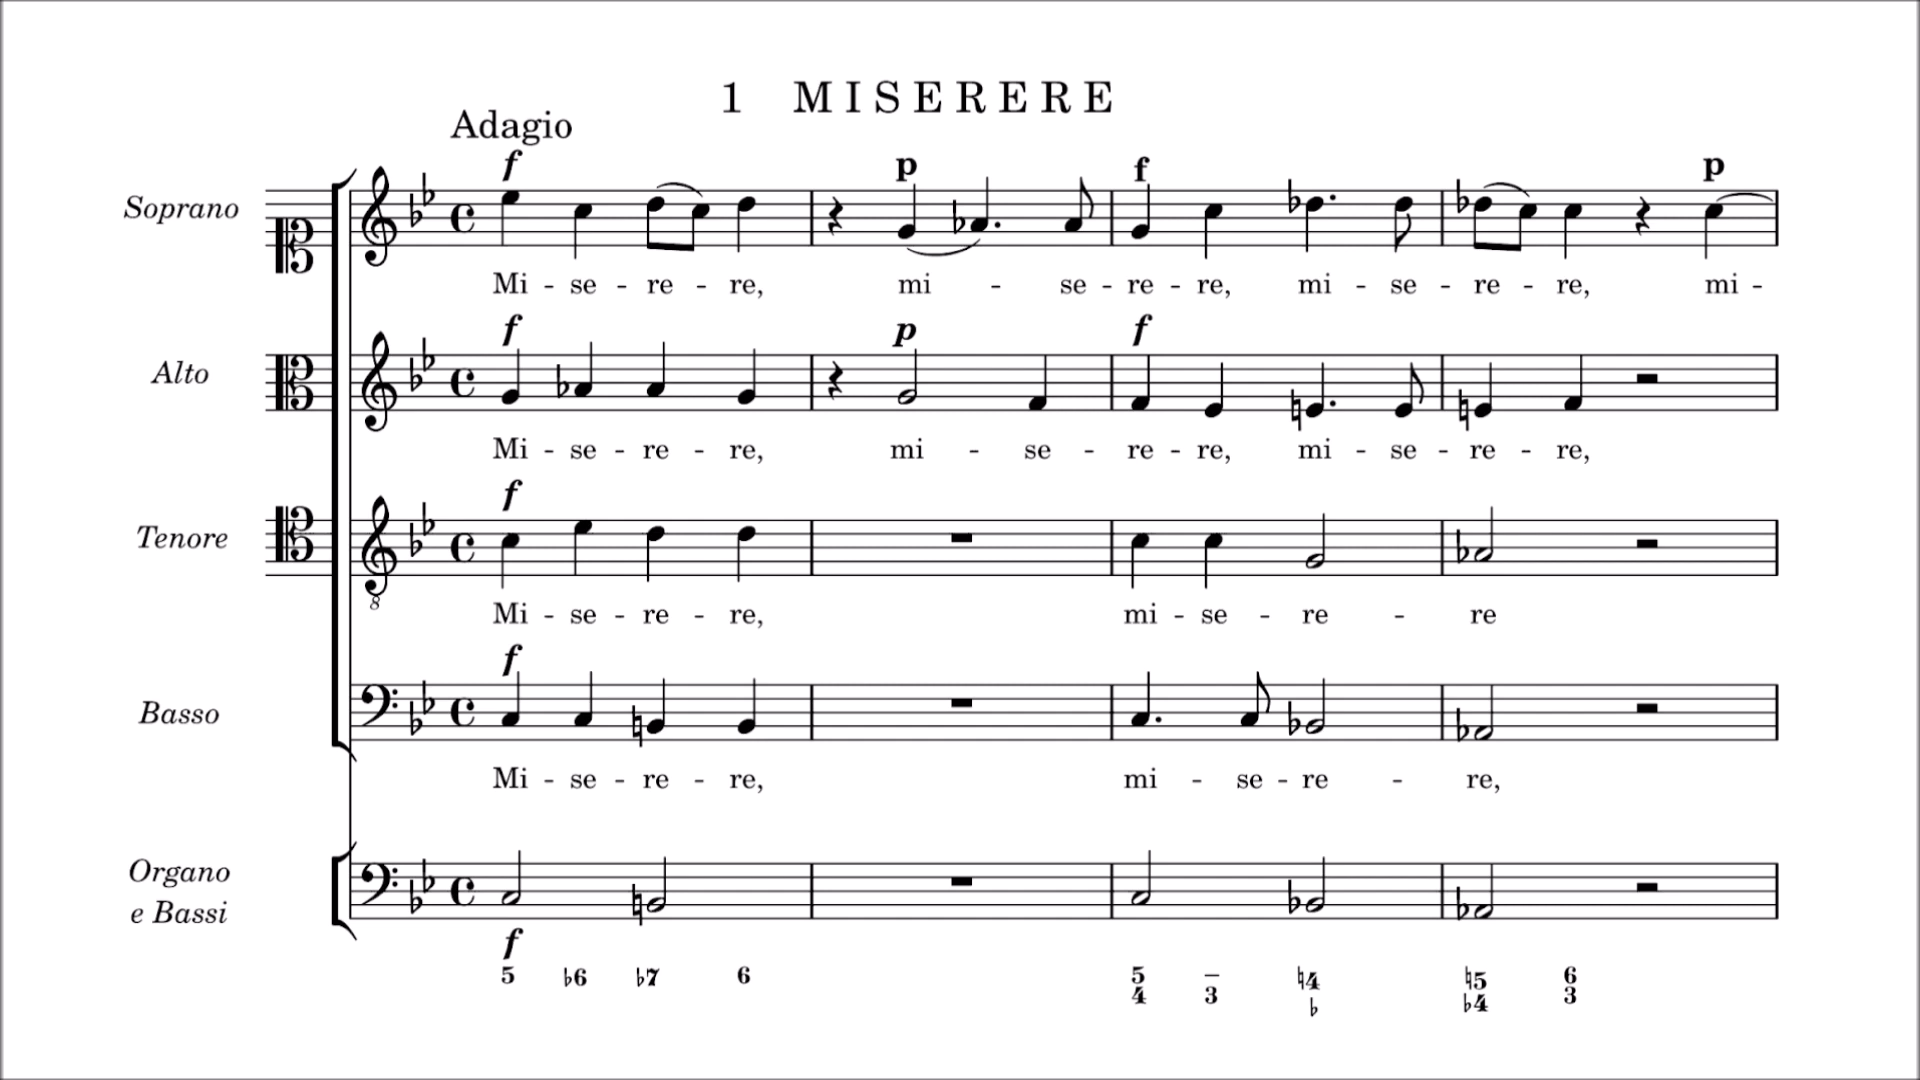 1 MISERERE
Adagio
f p f p
Soprano
Mi - se - re - re, mi - se - re - re, mi - se - re - re, mi -
f p f
Alto
Mi - se - re - re, mi - se - re - re, mi - se - re - re,
f
Tenore
8
Mi - se - re - re, mi - se - re - re
f
Basso
Mi - se - re - re, mi - se - re - re,
Organo
e Bassi
f
5 ♭6 ♭7 6 5 – ♮4 ♮5 6
4 3 ♭ ♭4 3